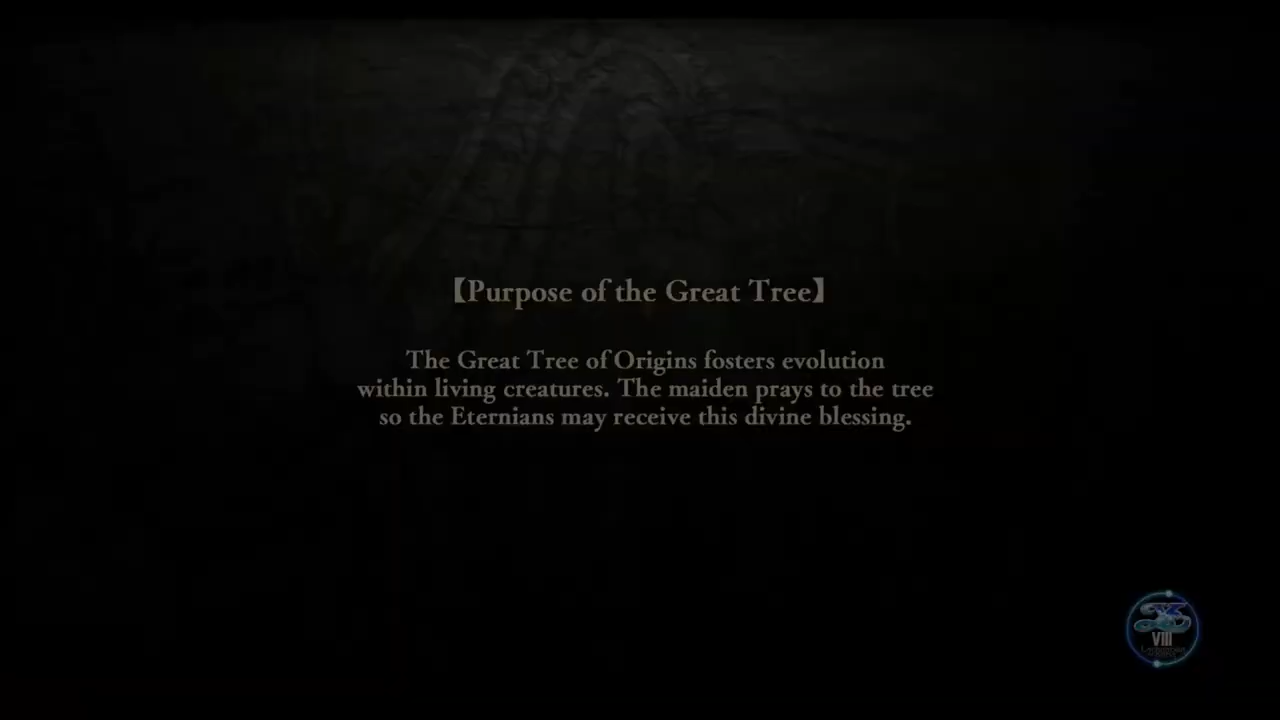 【Purpose of the Great Tree】
The Great Tree of Origins fosters evolution
within living creatures. The maiden prays to the tree
so the Eternians may receive this divine blessing.
Ys
VIII